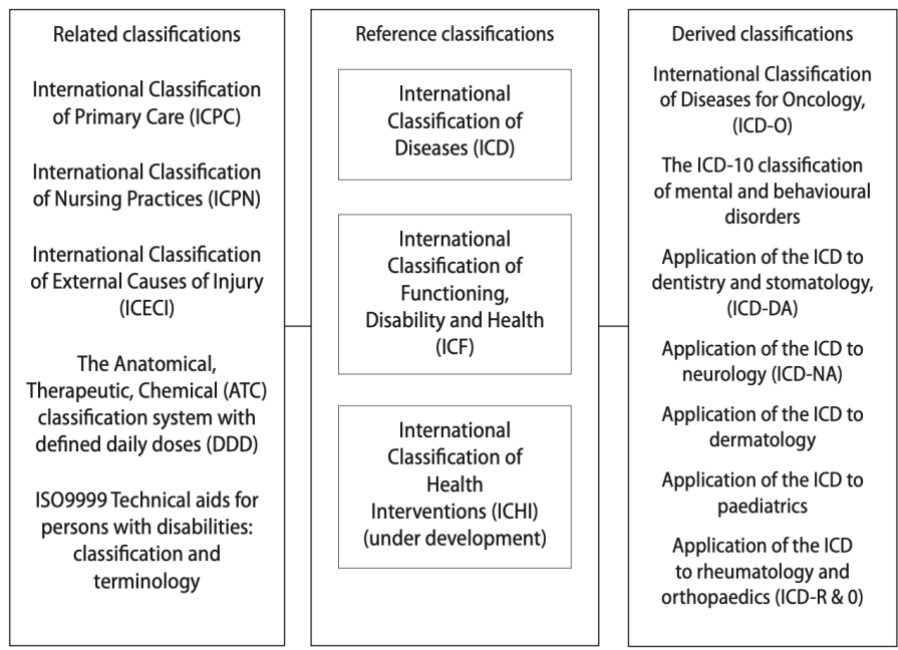 Related classifications
International Classification
of Primary Care (ICPC)
International Classification
of Nursing Practices (ICPN)
International Classification
of External Causes of Injury
(ICECI)
The Anatomical,
Therapeutic, Chemical (ATC)
classification system with
defined daily doses (DDD)
ISO9999 Technical aids for
persons with disabilities:
classification and
terminology
Reference classifications
International
Classification of
Diseases (ICD)
International
Classification of
Functioning,
Disability and Health
(ICF)
International
Classification of
Health
Interventions (ICHI)
(under development)
Derived classifications
International Classification
of Diseases for Oncology,
(ICD-O)
The ICD-10 classification
of mental and behavioural
disorders
Application of the ICD to
dentistry and stomatology,
(ICD-DA)
Application of the ICD to
neurology (ICD-NA)
Application of the ICD to
dermatology
Application of the ICD to
paediatrics
Application of the ICD
to rheumatology and
orthopaedics (ICD-R & 0)